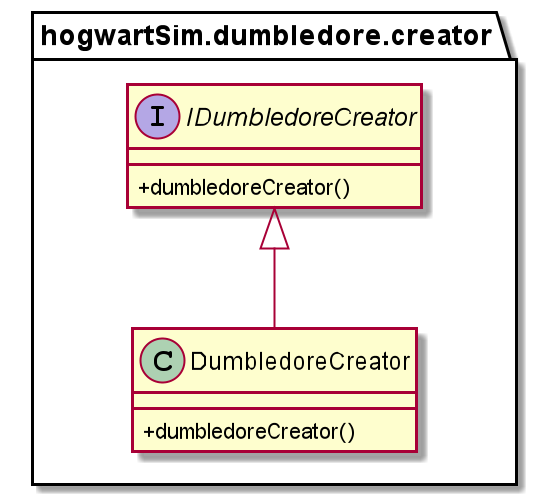 hogwartSim.dumbledore.creator
I IDumbledoreCreator
+dumbledoreCreator()
C DumbledoreCreator
+dumbledoreCreator()